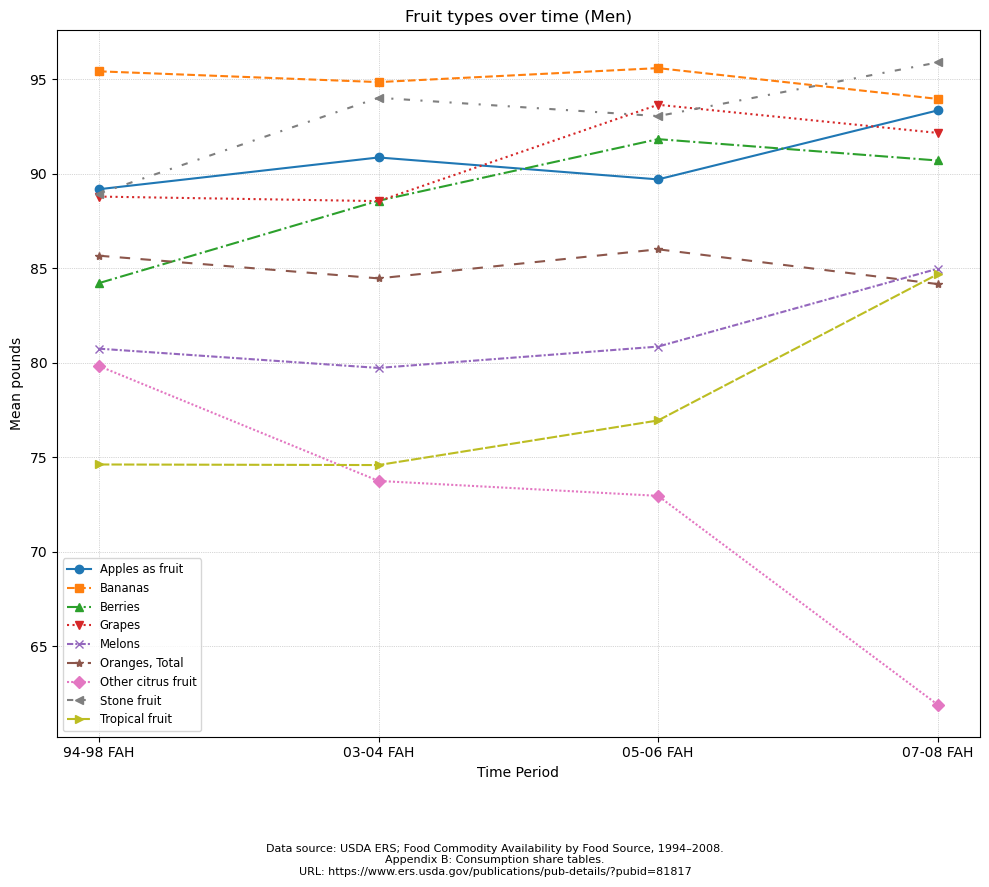 Fruit types over time (Men)
Mean pounds
95
90
85
80
75
70
65
Apples as fruit
Bananas
Berries
Grapes
Melons
Oranges, Total
Other citrus fruit
Stone fruit
Tropical fruit
94-98 FAH 03-04 FAH 05-06 FAH 07-08 FAH
Time Period
Data source: USDA ERS; Food Commodity Availability by Food Source, 1994–2008.
Appendix B: Consumption share tables.
URL: https://www.ers.usda.gov/publications/pub-details/?pubid=81817